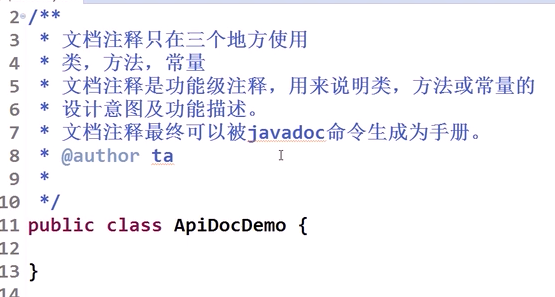 2 /**
3  * 文档注释只在三个地方使用
4  * 类，方法，常量
5  * 文档注释是功能级注释，用来说明类，方法或常量的
6  * 设计意图及功能描述。
7  * 文档注释最终可以被javadoc命令生成为手册。
8  * @author ta
9  *
10  */
11 public class ApiDocDemo {
12
13 }
14